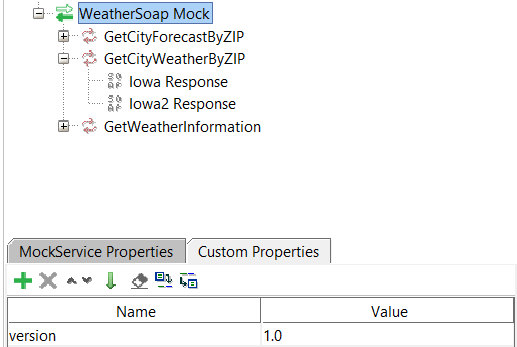 WeatherSoap Mock
GetCityForecastByZIP
GetCityWeatherByZIP
Iowa Response
Iowa2 Response
GetWeatherInformation
MockService Properties Custom Properties
Name Value
version 1.0